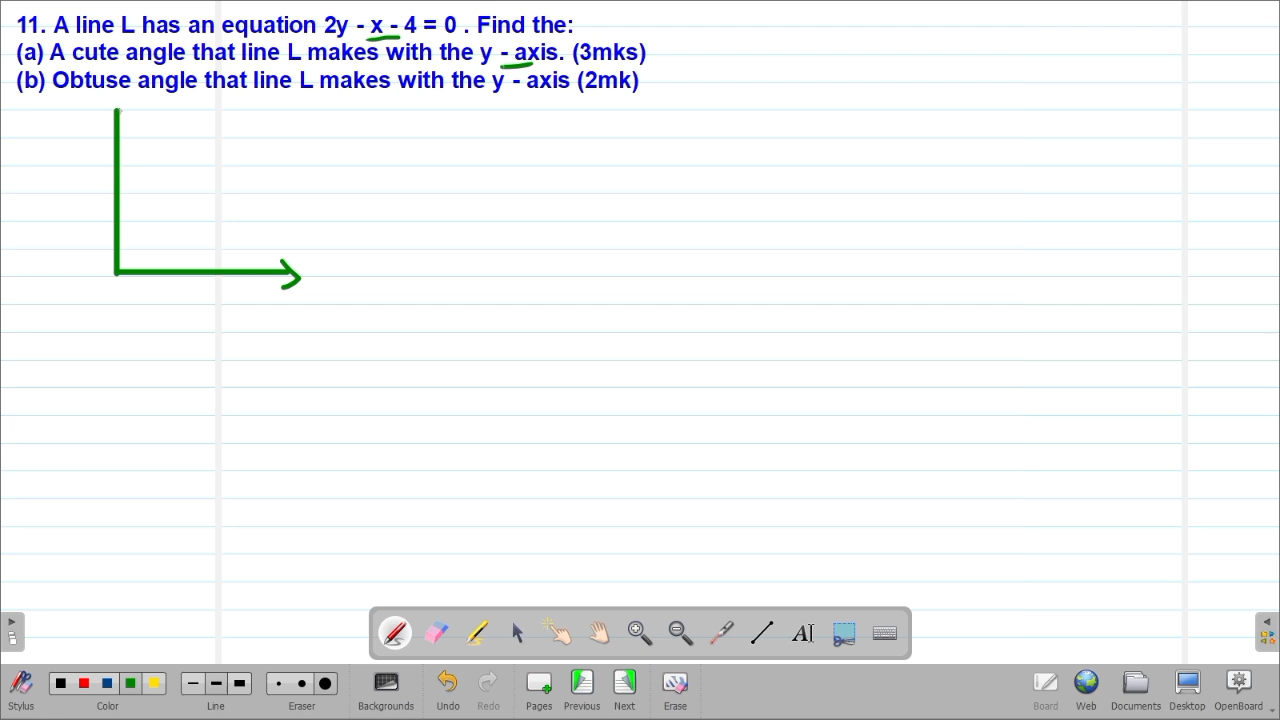 11. A line L has an equation 2y - x - 4 = 0 . Find the:
(a) A cute angle that line L makes with the y - axis. (3mks)
(b) Obtuse angle that line L makes with the y - axis (2mk)
Stylus Color Line Eraser Backgrounds Undo Redo Pages Previous Next Erase Board Web Documents Desktop OpenBoard